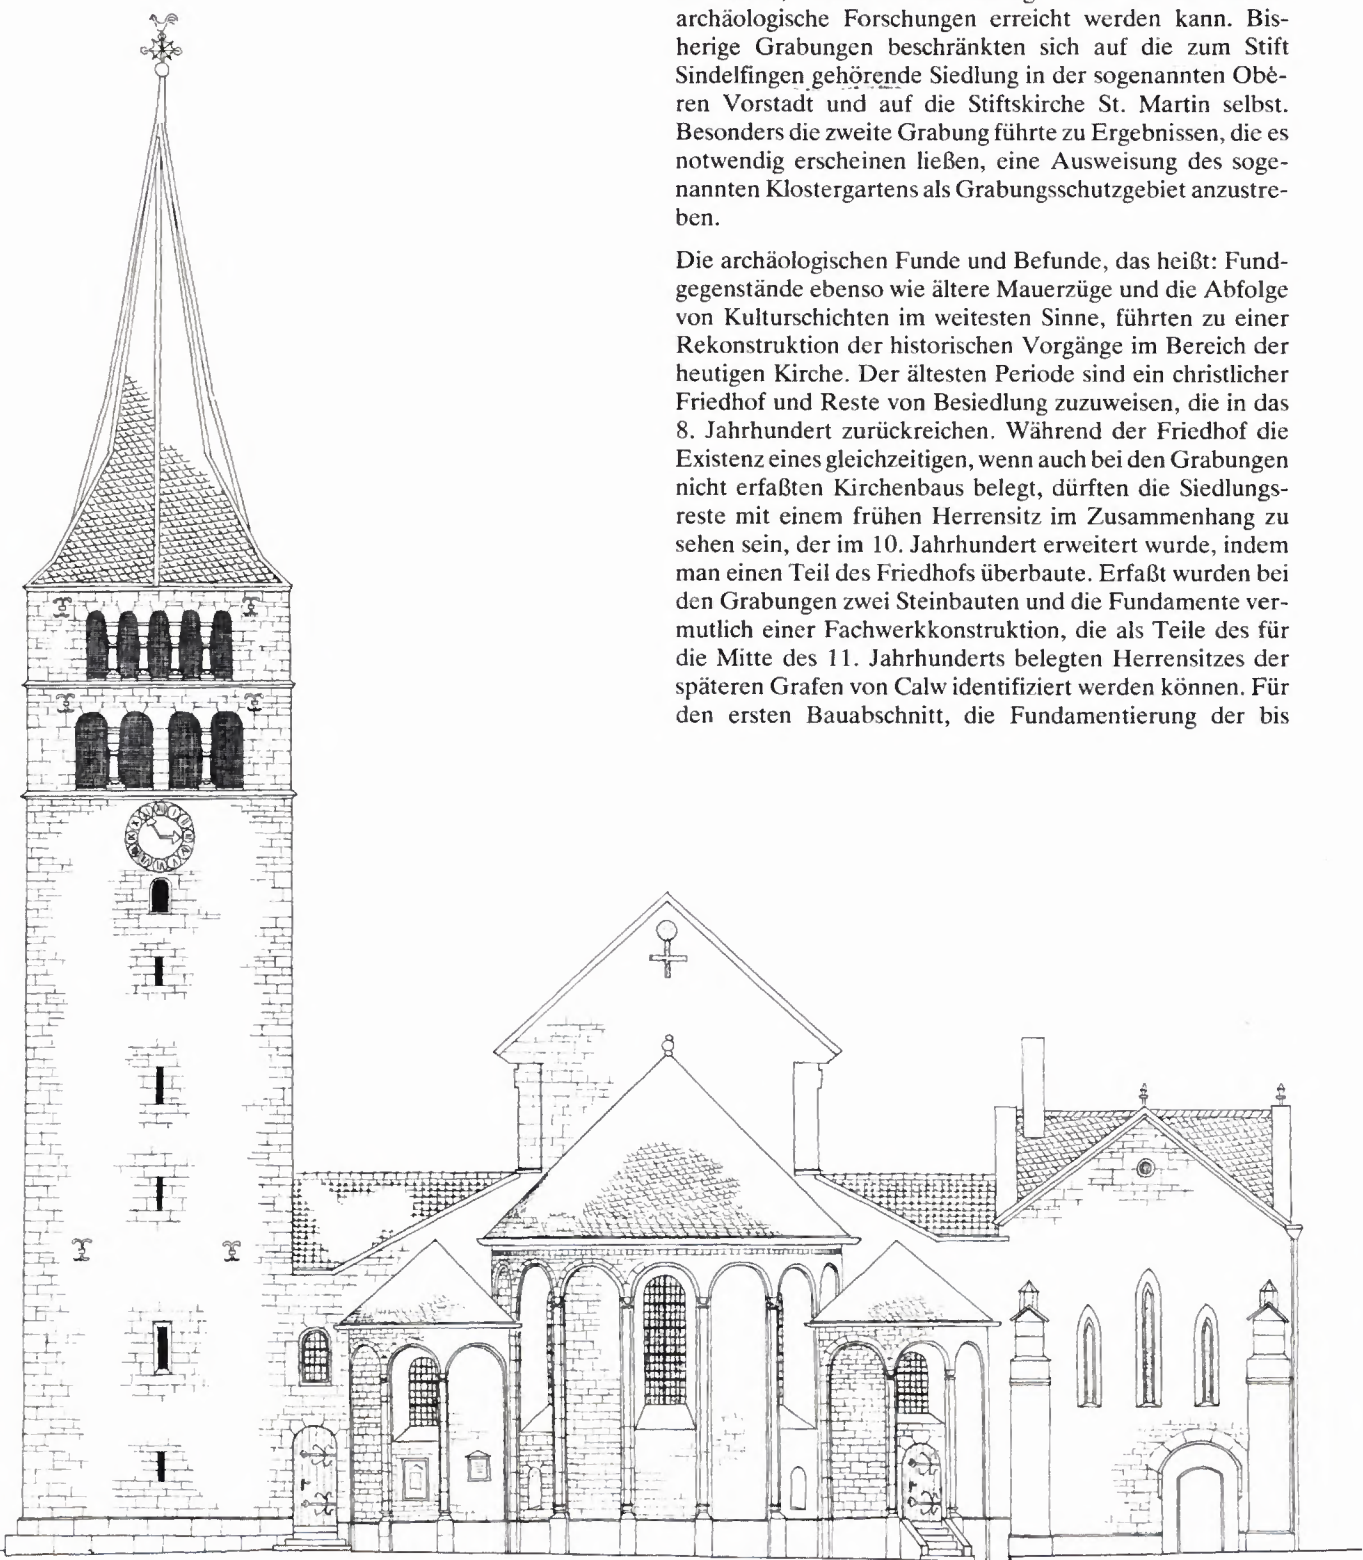 archäologische Forschungen erreicht werden kann. Bis-
herige Grabungen beschränkten sich auf die zum Stift
Sindelfingen gehörende Siedlung in der sogenannten Obe-
ren Vorstadt und auf die Stiftskirche St. Martin selbst.
Besonders die zweite Grabung führte zu Ergebnissen, die es
notwendig erscheinen ließen, eine Ausweisung des soge-
nannten Klostergartens als Grabungsschutzgebiet anzustre-
ben.
Die archäologischen Funde und Befunde, das heißt: Fund-
gegenstände ebenso wie ältere Mauerzüge und die Abfolge
von Kulturschichten im weitesten Sinne, führten zu einer
Rekonstruktion der historischen Vorgänge im Bereich der
heutigen Kirche. Der ältesten Periode sind ein christlicher
Friedhof und Reste von Besiedlung zuzuweisen, die in das
8. Jahrhundert zurückreichen. Während der Friedhof die
Existenz eines gleichzeitigen, wenn auch bei den Grabungen
nicht erfaßten Kirchenbaus belegt, dürften die Siedlungs-
reste mit einem frühen Herrensitz im Zusammenhang zu
sehen sein, der im 10. Jahrhundert erweitert wurde, indem
man einen Teil des Friedhofs überbaute. Erfaßt wurden bei
den Grabungen zwei Steinbauten und die Fundamente ver-
mutlich einer Fachwerkkonstruktion, die als Teile des für
die Mitte des 11. Jahrhunderts belegten Herrensitzes der
späteren Grafen von Calw identifiziert werden können. Für
den ersten Bauabschnitt, die Fundamentierung der bis